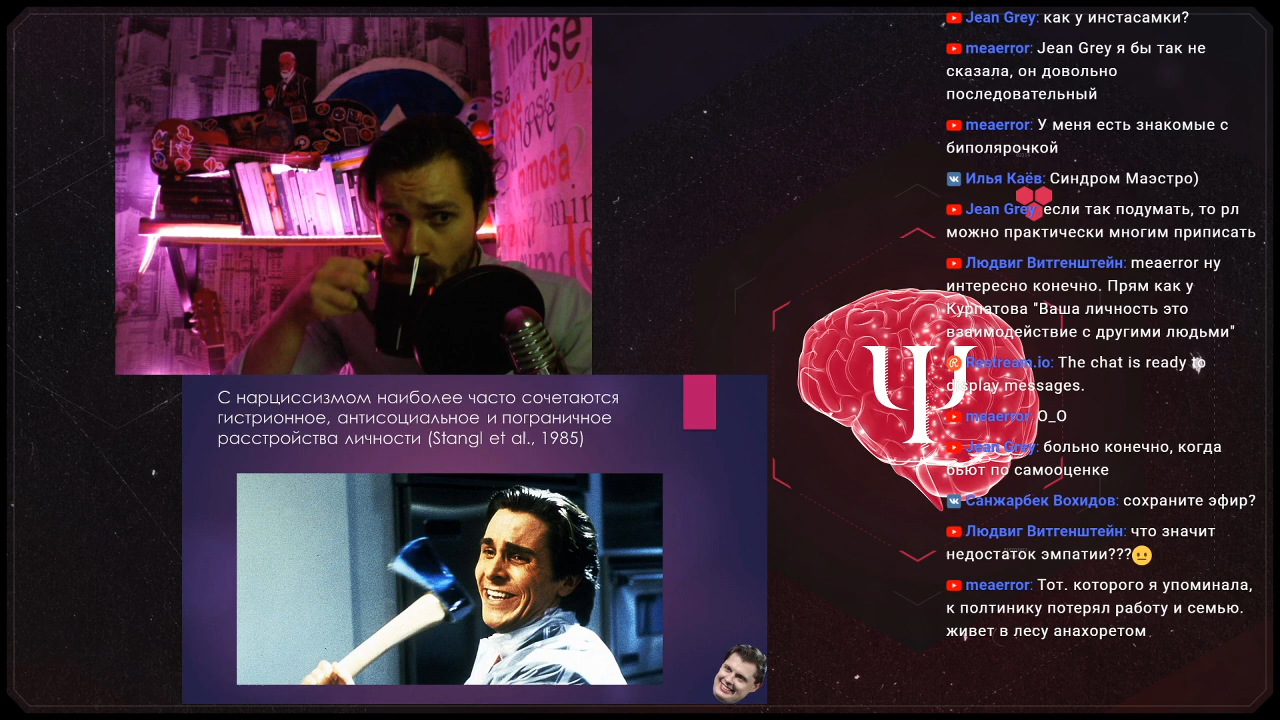 Jean Grey: как у инстасамки?
meaerror: Jean Grey я бы так не
сказала, он довольно
последовательный
meaerror: У меня есть знакомые с
биполярочкой
Илья Каёв: Синдром Маэстро)
Jean Grey: если так подумать, то рл
можно практически многим приписать
Людвиг Витгенштейн: meaerror ну
интересно конечно. Прям как у
Курпатова "Ваша личность это
взаимодействие с другими людьми"
Restream.io: The chat is ready to
display messages.
meaerror: O_O
Jean Grey: больно конечно, когда
бьют по самооценке
Санжарбек Вохидов: сохраните эфир?
Людвиг Витгенштейн: что значит
недостаток эмпатии???
meaerror: Тот. которого я упоминала,
к полтинику потерял работу и семью.
живет в лесу анахоретом
С нарциссизмом наиболее часто сочетаются
гистрионное, антисоциальное и пограничное
расстройства личности (Stangl et al., 1985)
Ψ
rose
love
mimosa